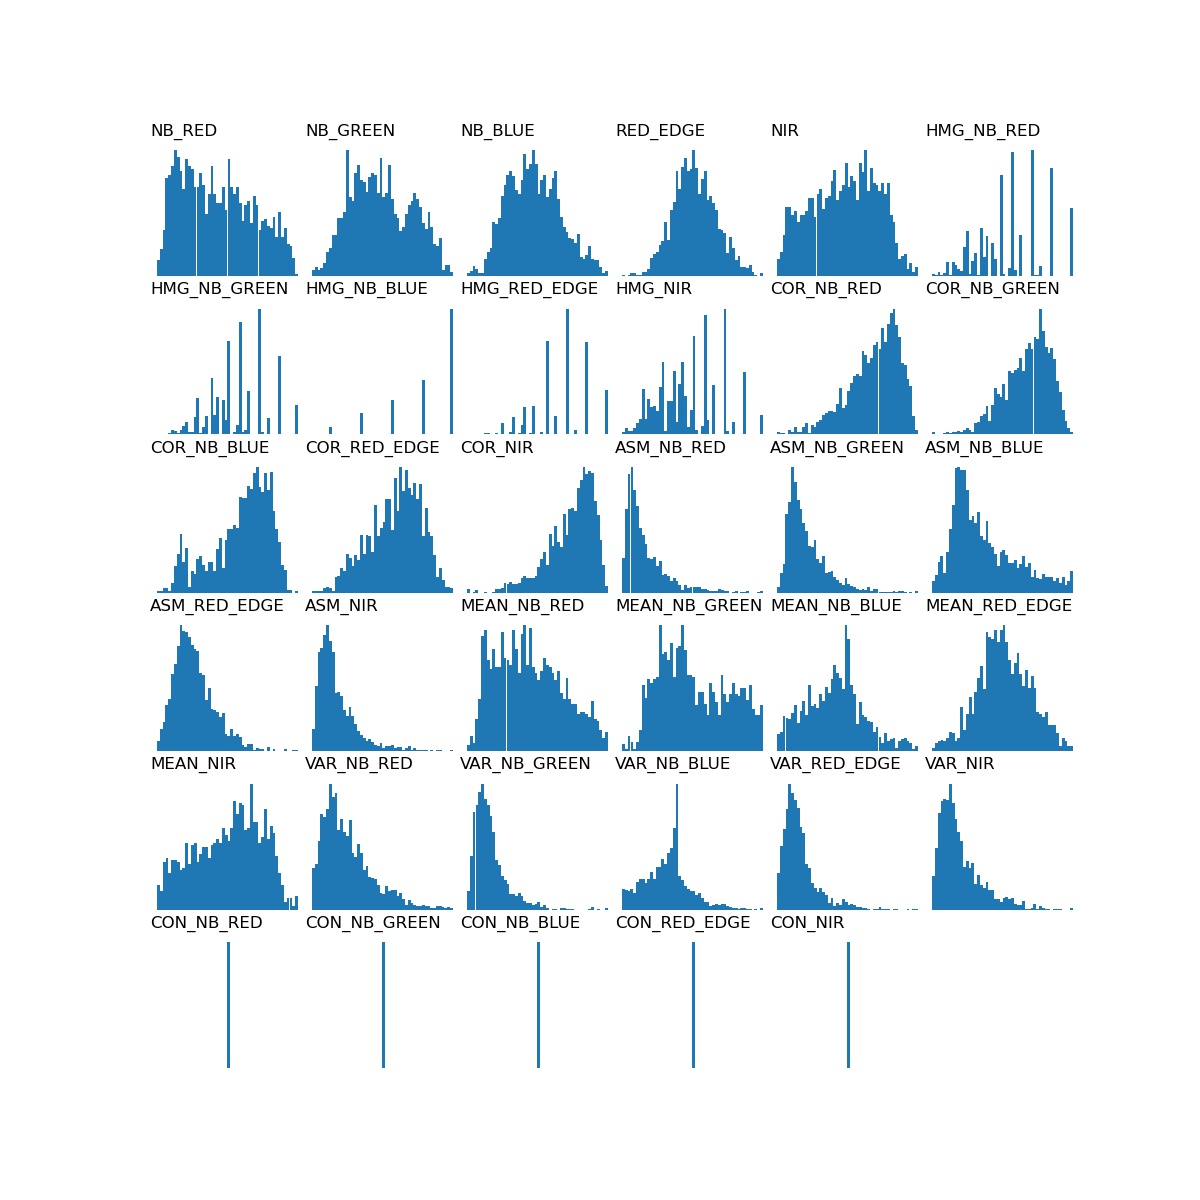 NB_RED NB_GREEN NB_BLUE RED_EDGE NIR HMG_NB_RED
HMG_NB_GREEN HMG_NB_BLUE HMG_RED_EDGE HMG_NIR COR_NB_RED COR_NB_GREEN
COR_NB_BLUE COR_RED_EDGE COR_NIR ASM_NB_RED ASM_NB_GREEN ASM_NB_BLUE
ASM_RED_EDGE ASM_NIR MEAN_NB_RED MEAN_NB_GREEN MEAN_NB_BLUE MEAN_RED_EDGE
MEAN_NIR VAR_NB_RED VAR_NB_GREEN VAR_NB_BLUE VAR_RED_EDGE VAR_NIR
CON_NB_RED CON_NB_GREEN CON_NB_BLUE CON_RED_EDGE CON_NIR